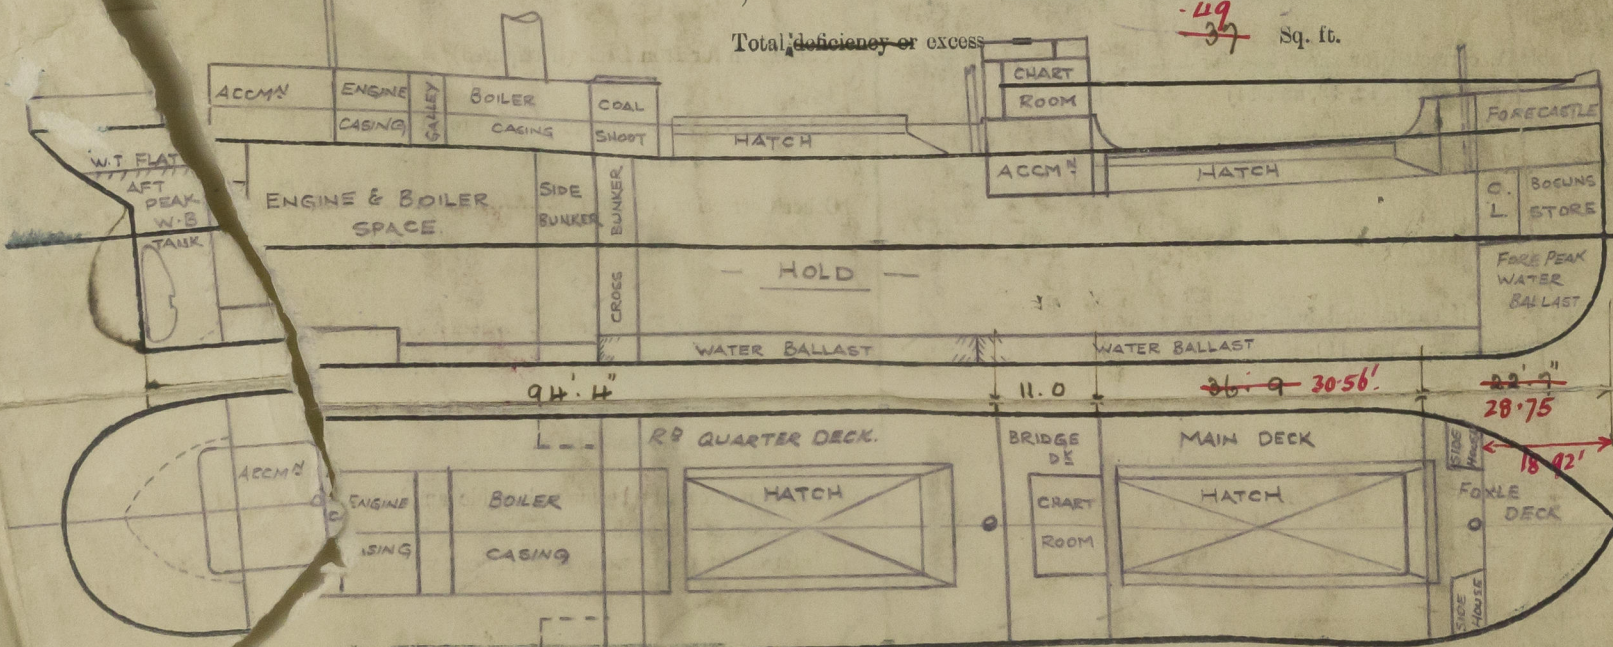 ·49
Total ~~deficiency or~~ excess ~~37~~ Sq. ft.
ACCMN
ENGINE
CASING
GALLEY
BOILER
CASING
COAL
SHOOT
HATCH
CHART
ROOM
ACCMN
HATCH
FORECASTLE
W.T FLAT
AFT
PEAK
W.B
TANK
ENGINE & BOILER
SPACE.
SIDE
BUNKER
CROSS BUNKER
— HOLD —
C.
L.
BOSUNS
STORE
FORE PEAK
WATER
BALLAST
WATER BALLAST
WATER BALLAST
94'. 4"
11.0
~~36. 9~~ 30·56'
~~22' 7"~~
28·75
18·92'
RD QUARTER DECK.
BRIDGE
DK
MAIN DECK
SIDE HOUSE
ACCMN
ENGINE
ISING
BOILER
CASING
HATCH
CHART
ROOM
HATCH
FOXLE
DECK
SIDE HOUSE